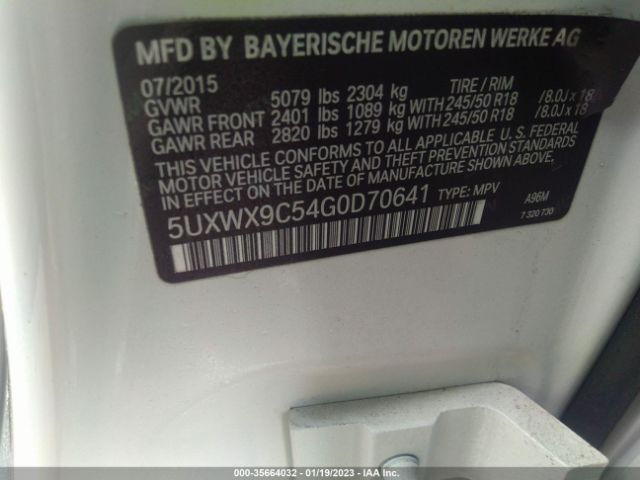 MFD BY BAYERISCHE MOTOREN WERKE AG
07/2015 TIRE / RIM
GVWR 5079 lbs 2304 kg
GAWR FRONT 2401 lbs 1089 kg WITH 245/50 R18 /8.0J x 18
GAWR REAR 2820 lbs 1279 kg WITH 245/50 R18 /8.0J x 18
THIS VEHICLE CONFORMS TO ALL APPLICABLE U. S. FEDERAL
MOTOR VEHICLE SAFETY AND THEFT PREVENTION STANDARDS
IN EFFECT ON THE DATE OF MANUFACTURE SHOWN ABOVE.
5UXWX9C54G0D70641 TYPE: MPV A96M
7 320 730
000-35664032 - 01/19/2023 - IAA Inc.